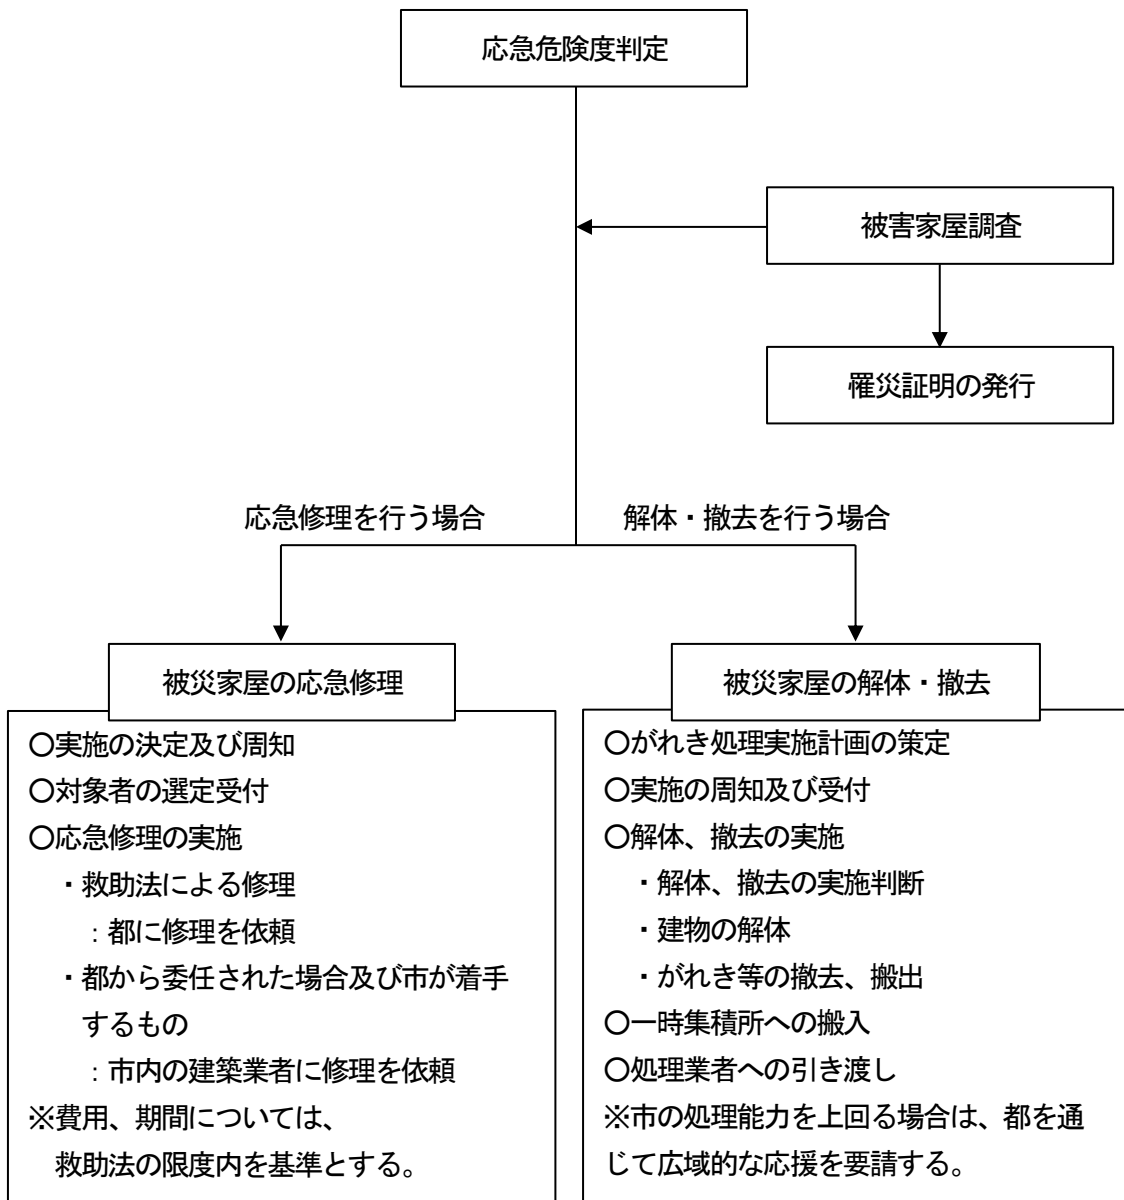 応急危険度判定
被害家屋調査
罹災証明の発行
応急修理を行う場合
解体・撤去を行う場合
被災家屋の応急修理
○実施の決定及び周知
○対象者の選定受付
○応急修理の実施
・救助法による修理
：都に修理を依頼
・都から委任された場合及び市が着手
するもの
：市内の建築業者に修理を依頼
※費用、期間については、
救助法の限度内を基準とする。
被災家屋の解体・撤去
○がれき処理実施計画の策定
○実施の周知及び受付
○解体、撤去の実施
・解体、撤去の実施判断
・建物の解体
・がれき等の撤去、搬出
○一時集積所への搬入
○処理業者への引き渡し
※市の処理能力を上回る場合は、都を通
じて広域的な応援を要請する。